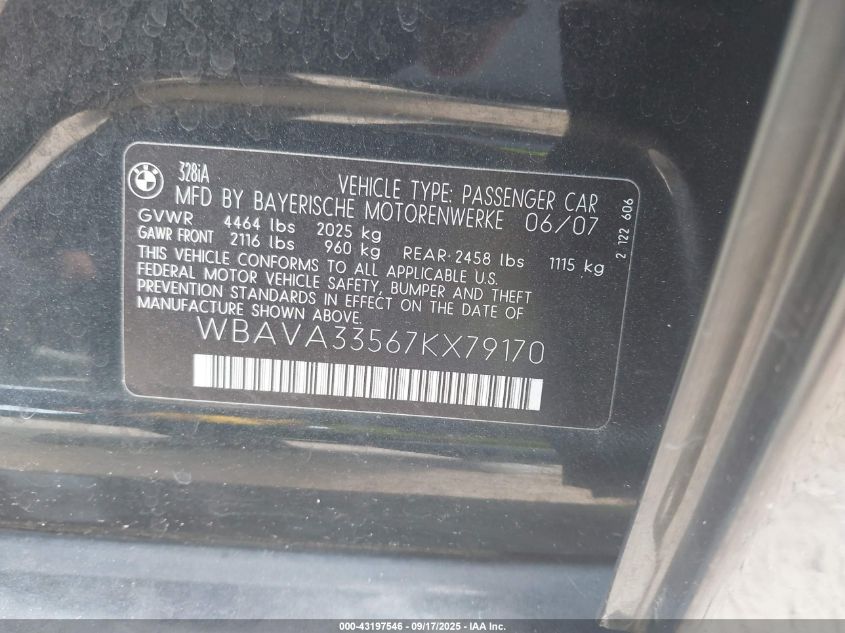 BMW
328iA
VEHICLE TYPE: PASSENGER CAR
MFD BY BAYERISCHE MOTORENWERKE 06/07
GVWR 4464 lbs 2025 kg
GAWR FRONT 2116 lbs 960 kg REAR: 2458 lbs 1115 kg
THIS VEHICLE CONFORMS TO ALL APPLICABLE U.S.
FEDERAL MOTOR VEHICLE SAFETY, BUMPER AND THEFT
PREVENTION STANDARDS IN EFFECT ON THE DATE OF
MANUFACTURE SHOWN ABOVE.
WBAVA33567KX79170
2 122 606
000-43197546 - 09/17/2025 - IAA, Inc.